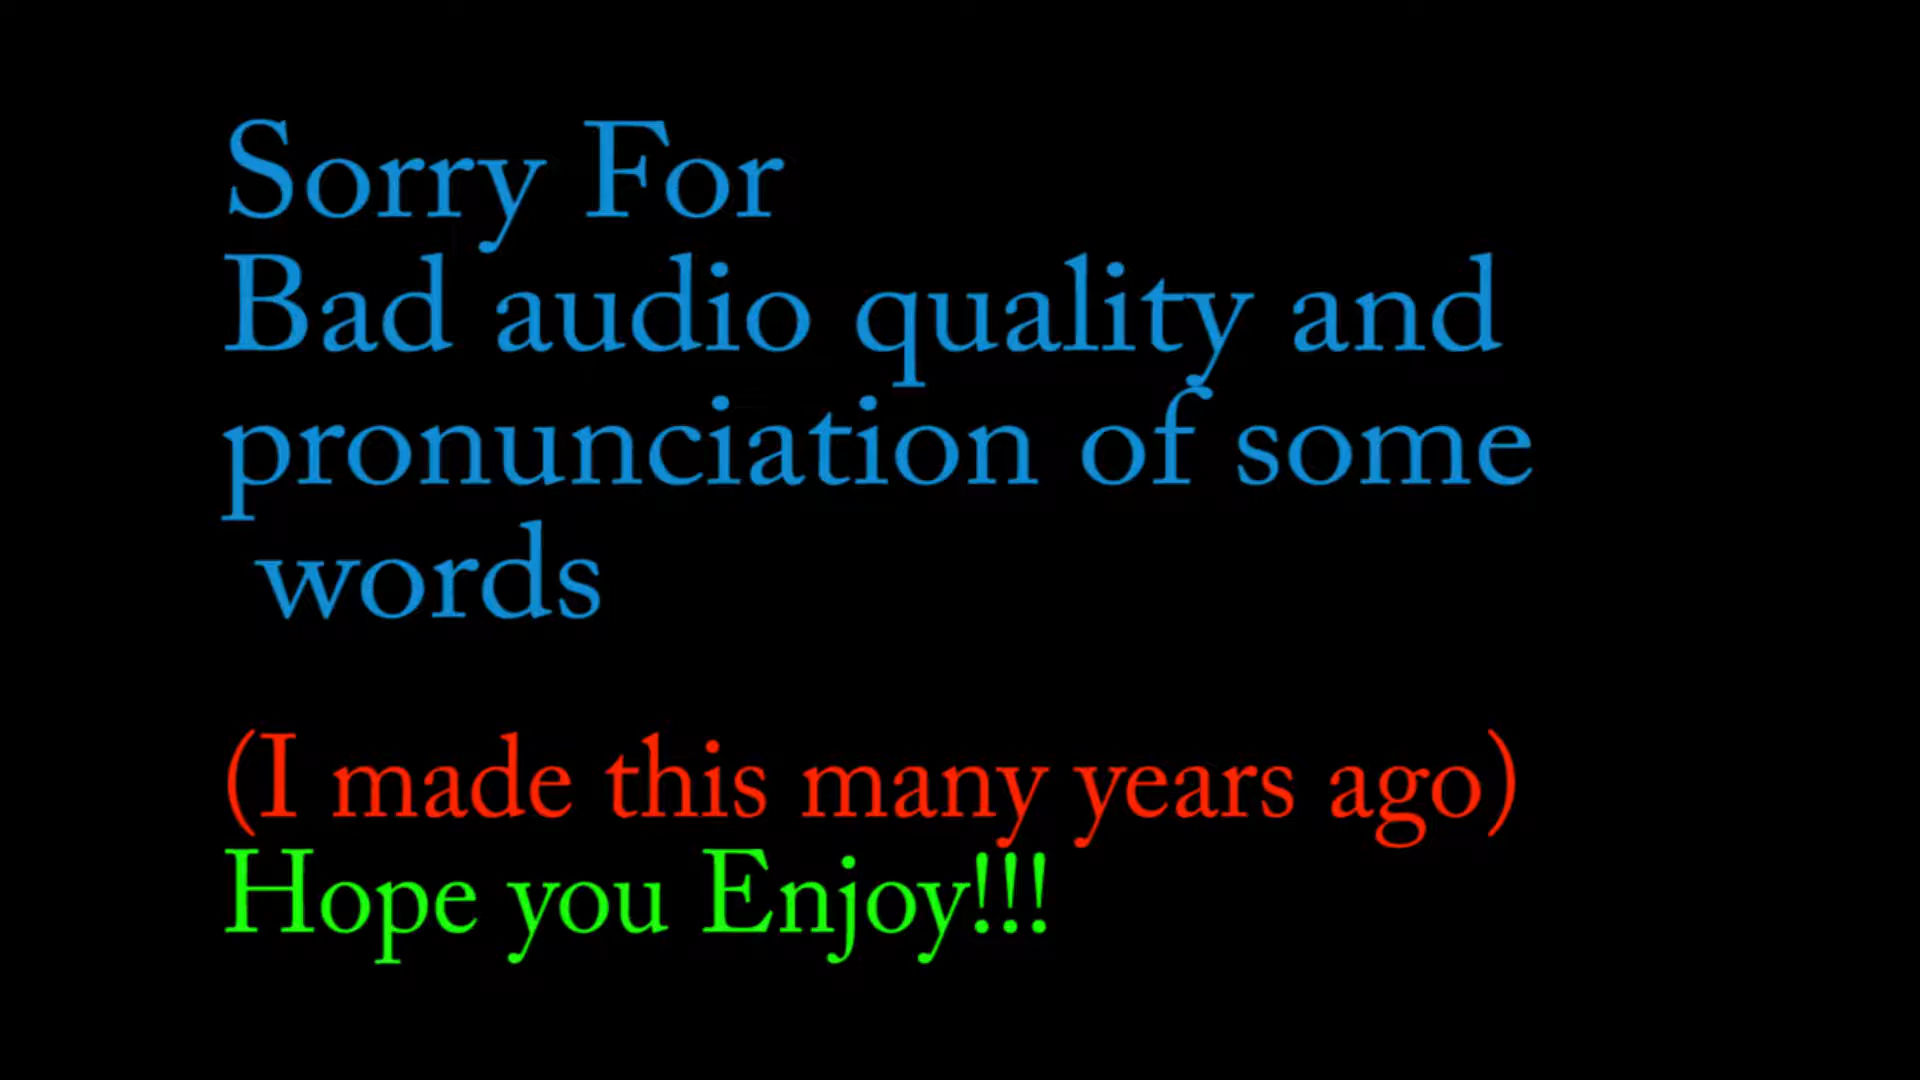 Sorry For
Bad audio quality and
pronunciation of some
words
(I made this many years ago)
Hope you Enjoy!!!